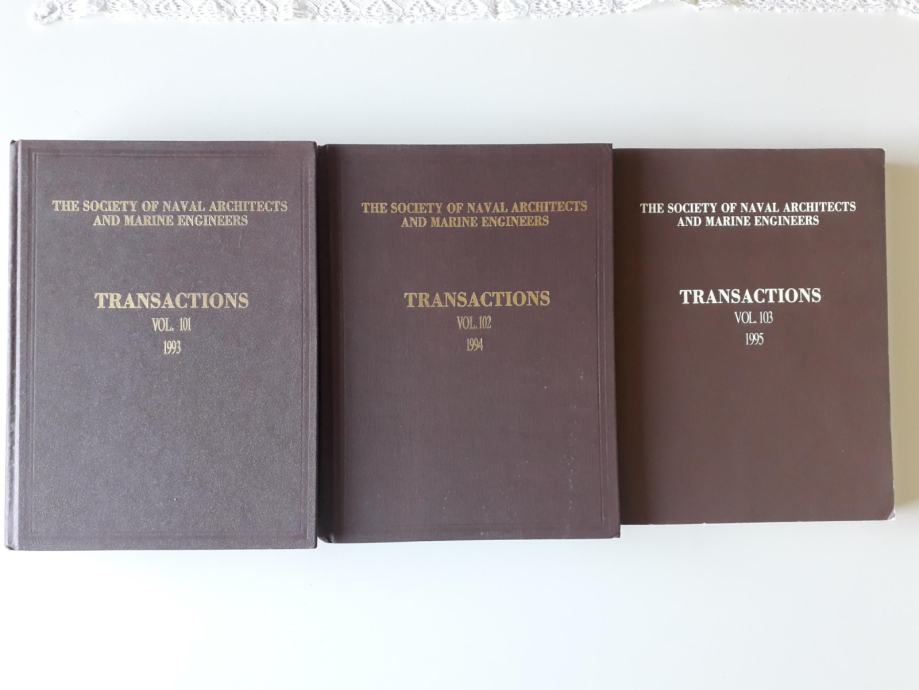 THE SOCIETY OF NAVAL ARCHITECTS
AND MARINE ENGINEERS
TRANSACTIONS
VOL. 101
1993
THE SOCIETY OF NAVAL ARCHITECTS
AND MARINE ENGINEERS
TRANSACTIONS
VOL. 102
1994
THE SOCIETY OF NAVAL ARCHITECTS
AND MARINE ENGINEERS
TRANSACTIONS
VOL. 103
1995